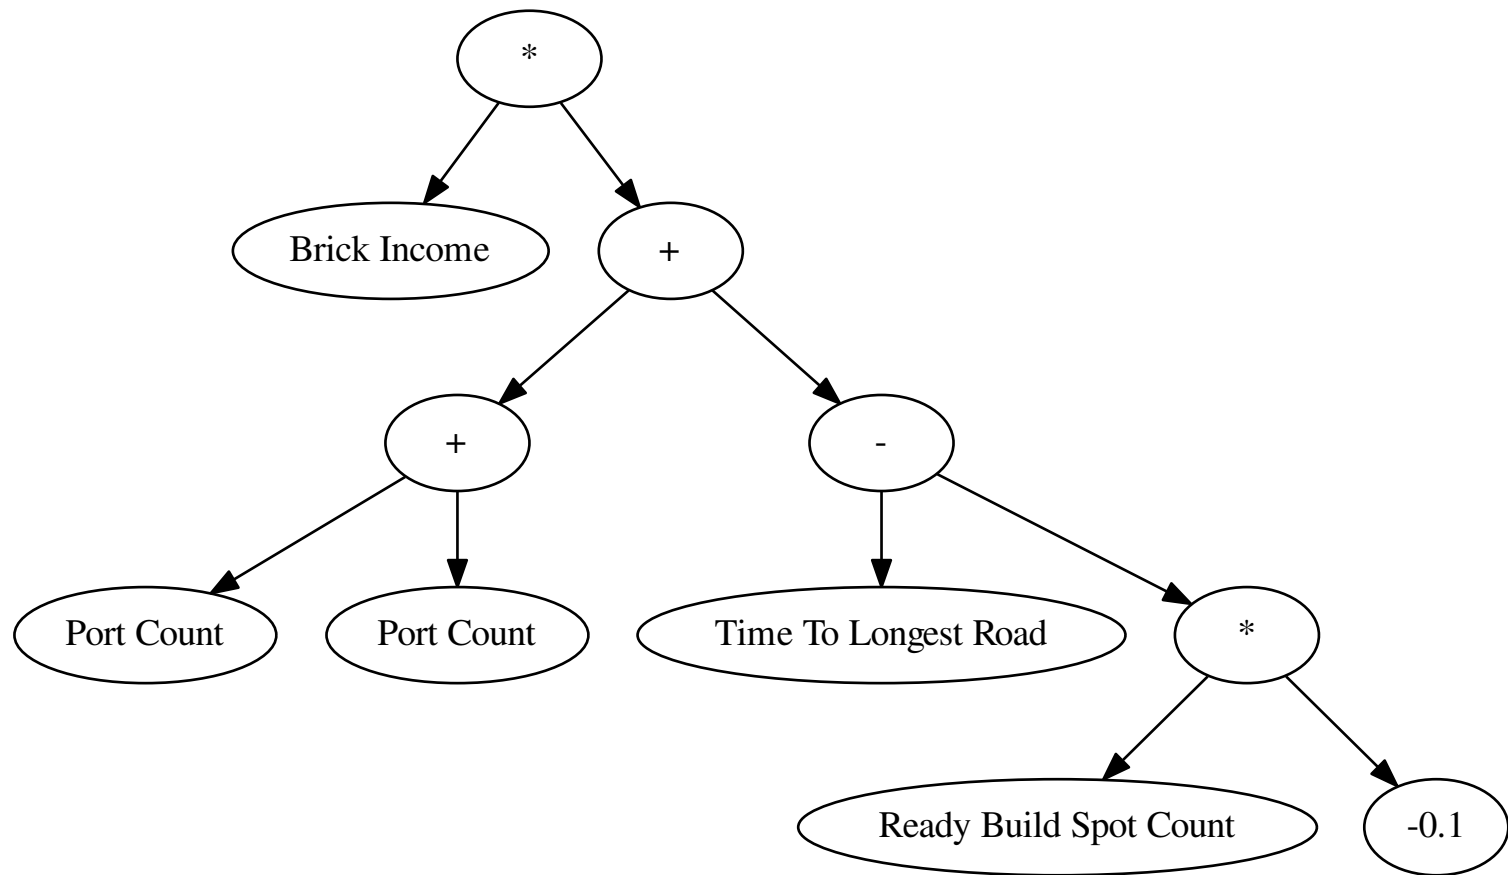 *
Brick Income
+
+
-
Port Count
Port Count
Time To Longest Road
*
Ready Build Spot Count
-0.1